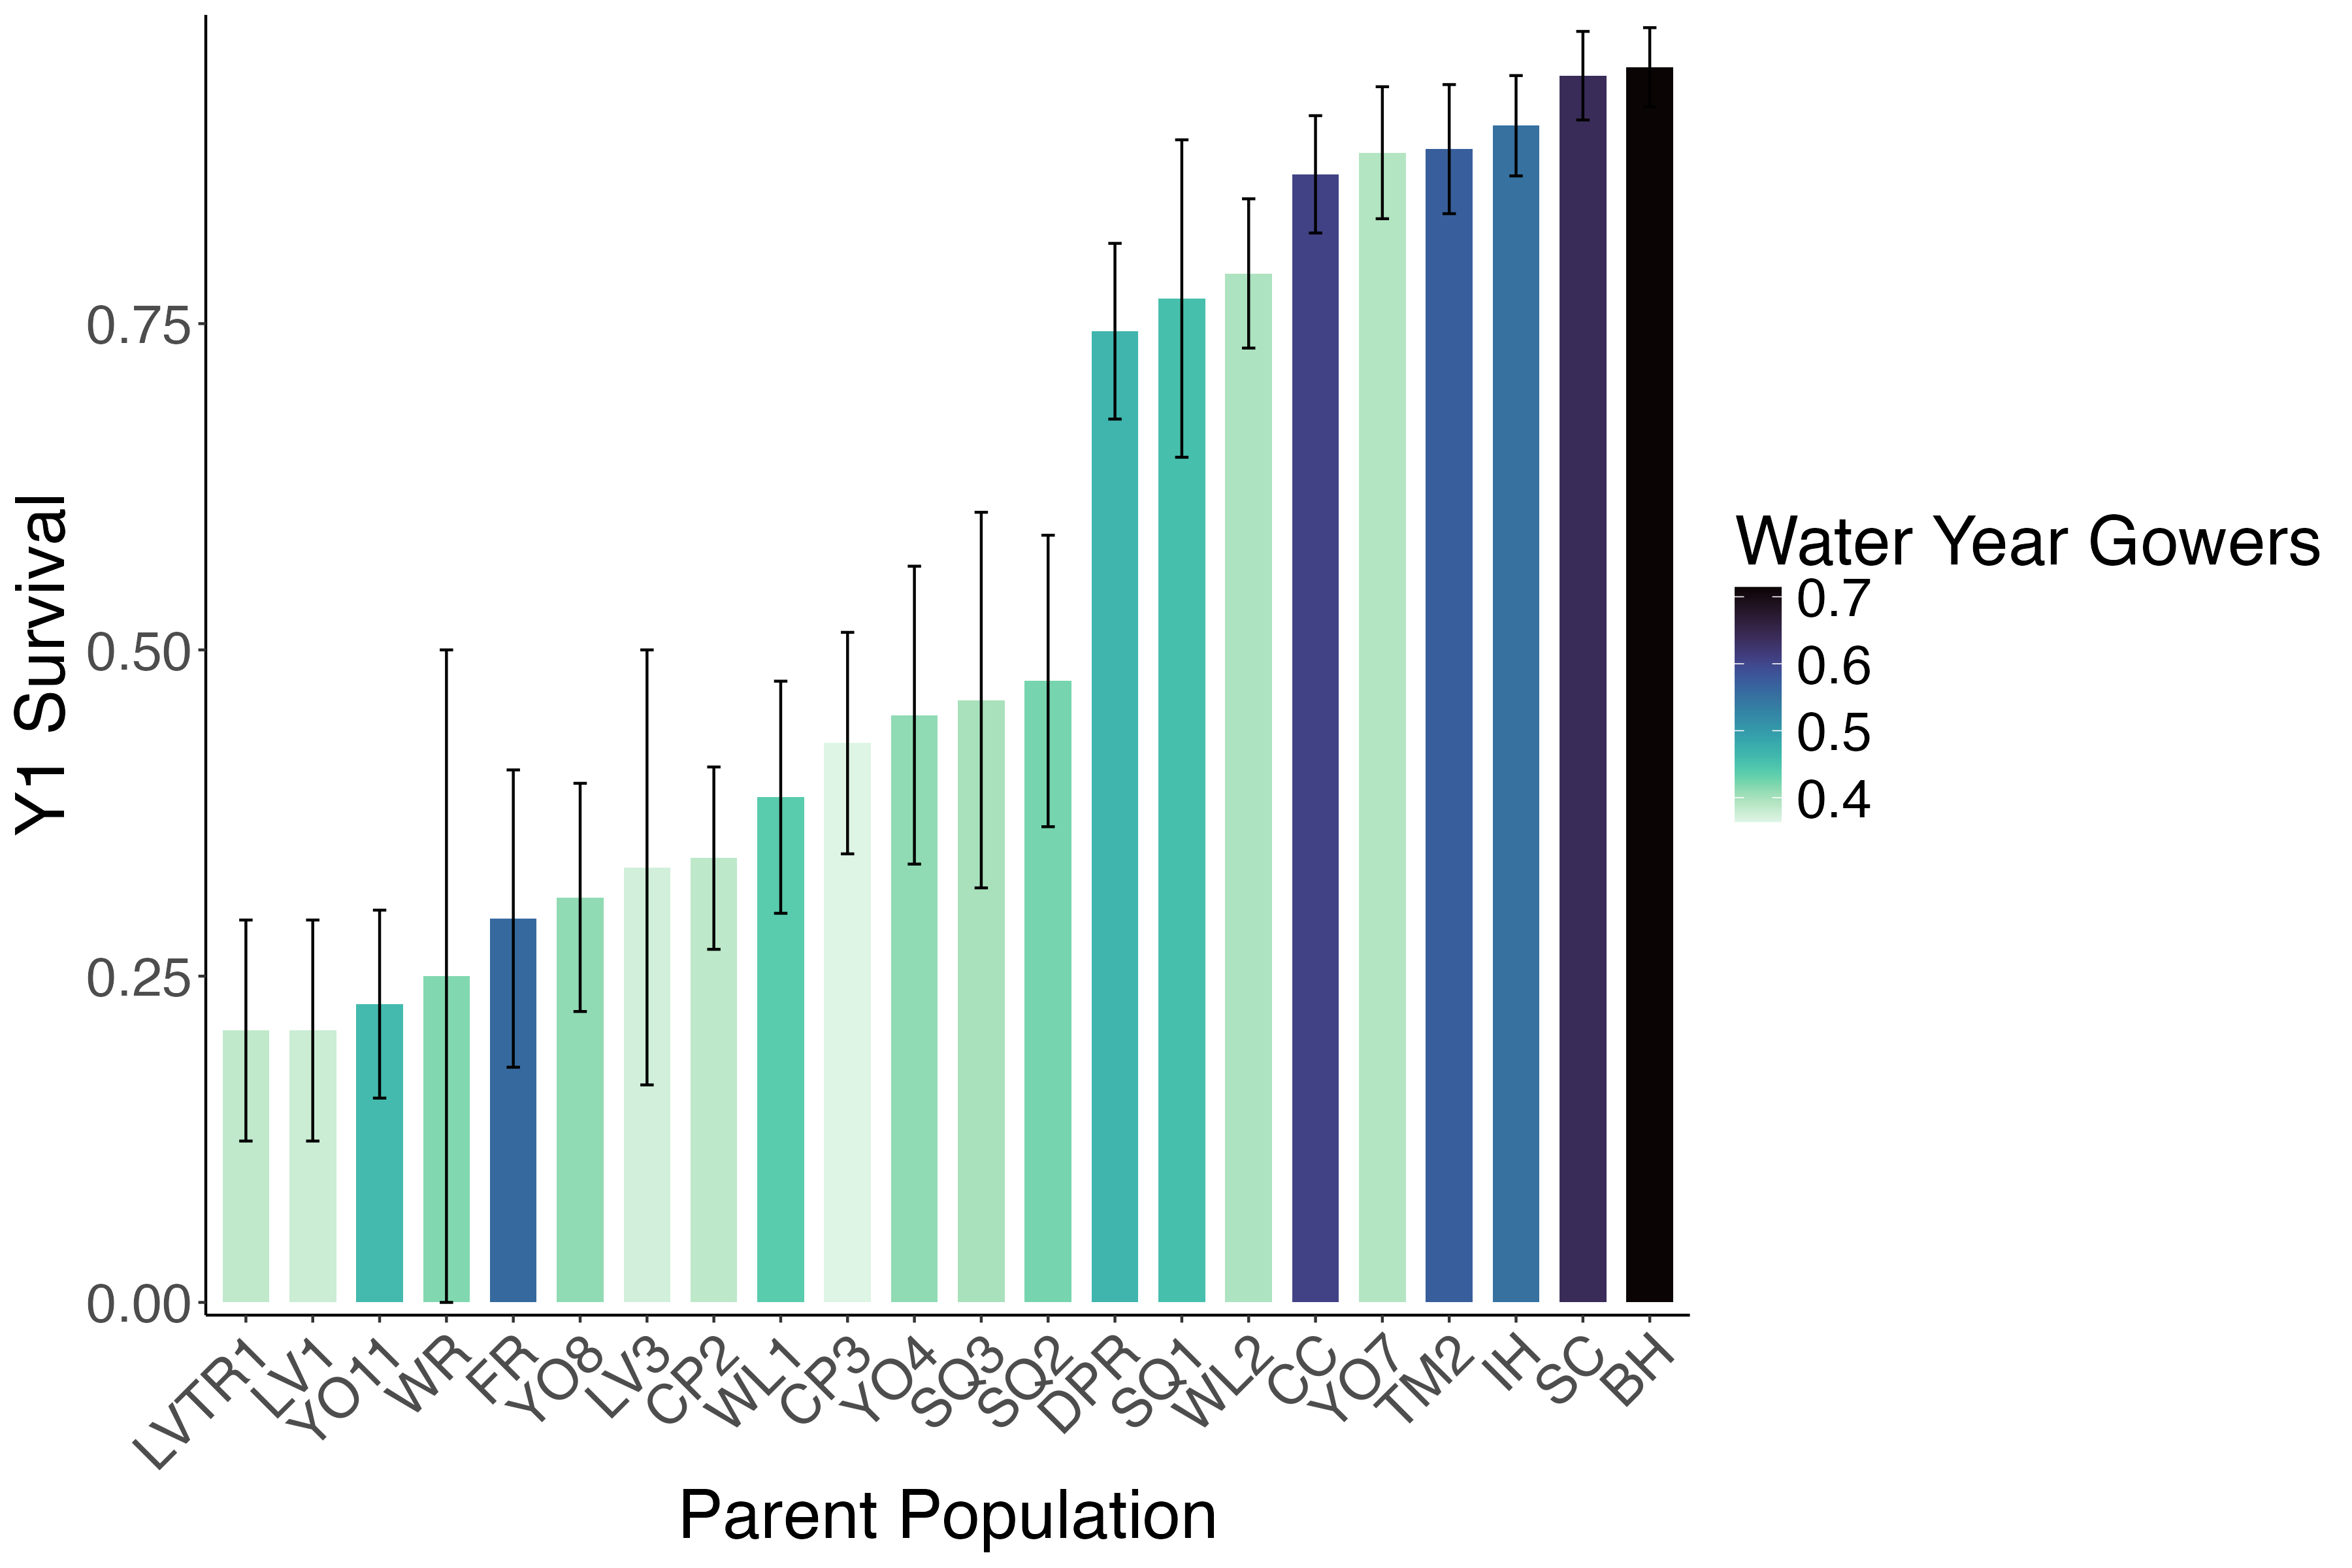 Y1 Survival
0.75
0.50
0.25
0.00
LVTR1
LV1
YO11
WR
FR
YO8
LV3
CP2
WL1
CP3
YO4
SQ3
SQ2
DPR
SQ1
WL2
CC
YO7
TM2
IH
SC
BH
Parent Population
Water Year Gowers
0.7
0.6
0.5
0.4